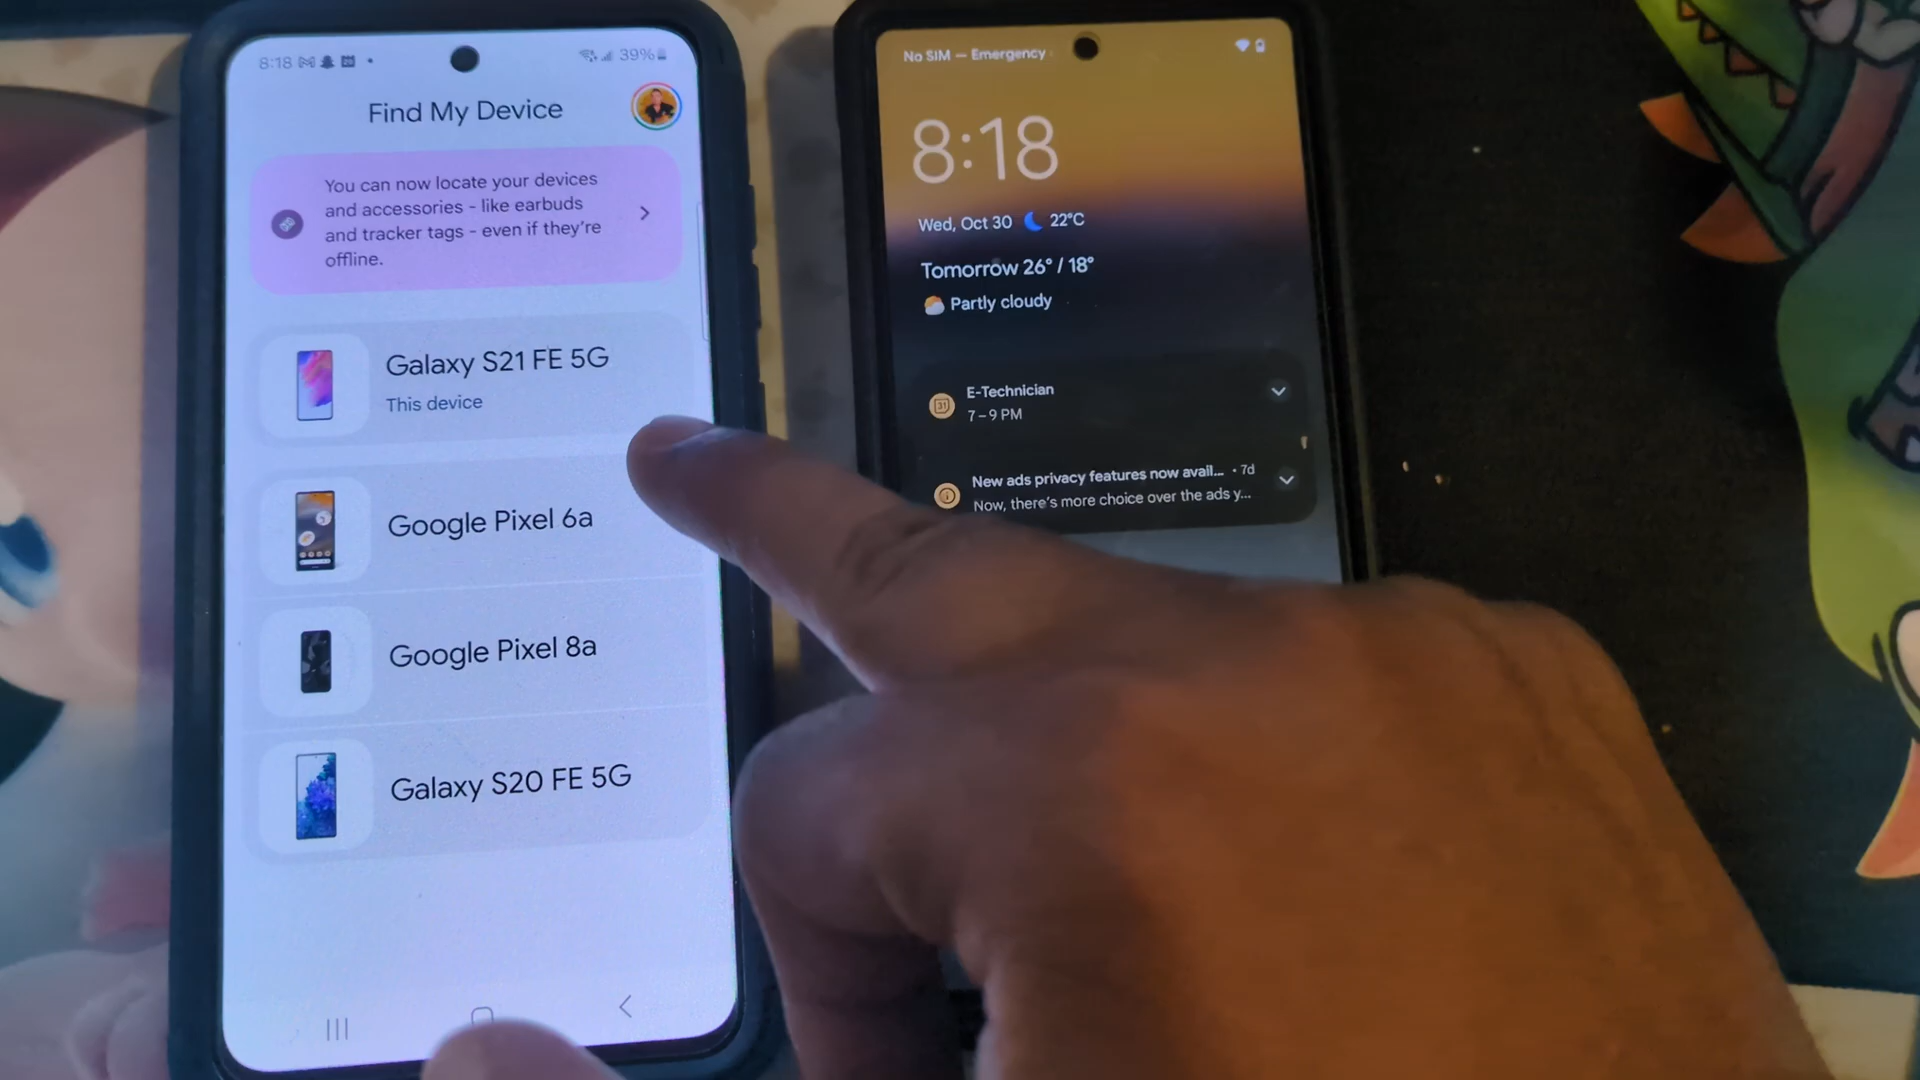 8:18
39%
Find My Device
You can now locate your devices
and accessories - like earbuds
and tracker tags - even if they're
offline.
Galaxy S21 FE 5G
This device
Google Pixel 6a
Google Pixel 8a
Galaxy S20 FE 5G
No SIM — Emergency
8:18
Wed, Oct 30 22°C
Tomorrow 26° / 18°
Partly cloudy
31
E-Technician
7 – 9 PM
New ads privacy features now avail... • 7d
Now, there's more choice over the ads y...